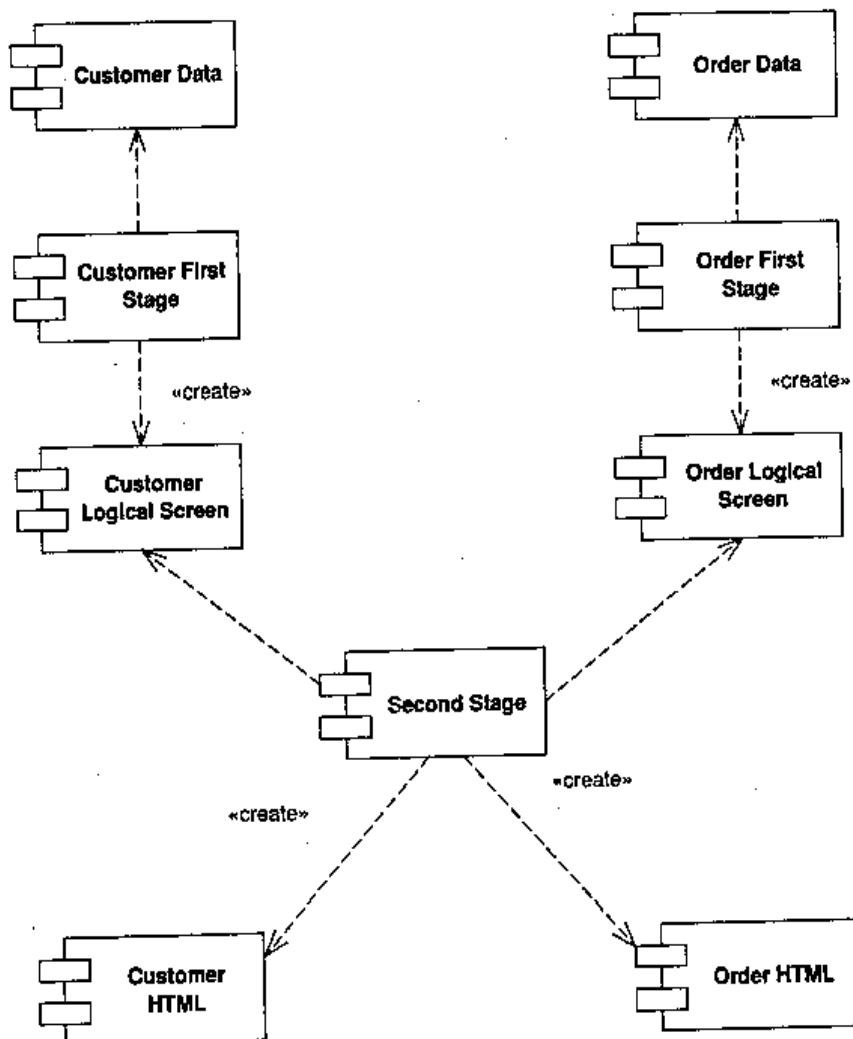 Customer Data
Order Data
Customer First
Stage
Order First
Stage
«create»
«create»
Customer
Logical Screen
Order Logical
Screen
Second Stage
«create»
«create»
Customer
HTML
Order HTML